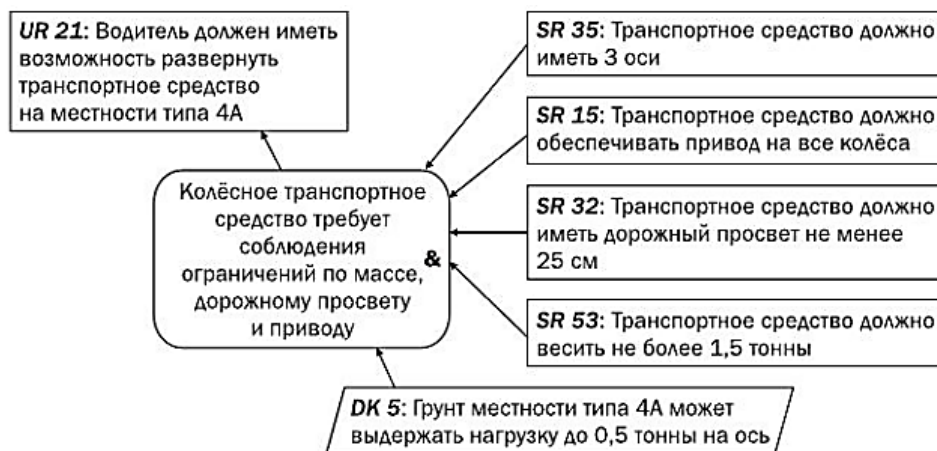 UR 21: Водитель должен иметь
возможность развернуть
транспортное средство
на местности типа 4А
SR 35: Транспортное средство должно
иметь 3 оси
SR 15: Транспортное средство должно
обеспечивать привод на все колёса
Колёсное транспортное
средство требует
соблюдения
ограничений по массе,
дорожному просвету
и приводу
&
SR 32: Транспортное средство должно
иметь дорожный просвет не менее
25 см
SR 53: Транспортное средство должно
весить не более 1,5 тонны
DK 5: Грунт местности типа 4А может
выдержать нагрузку до 0,5 тонны на ось